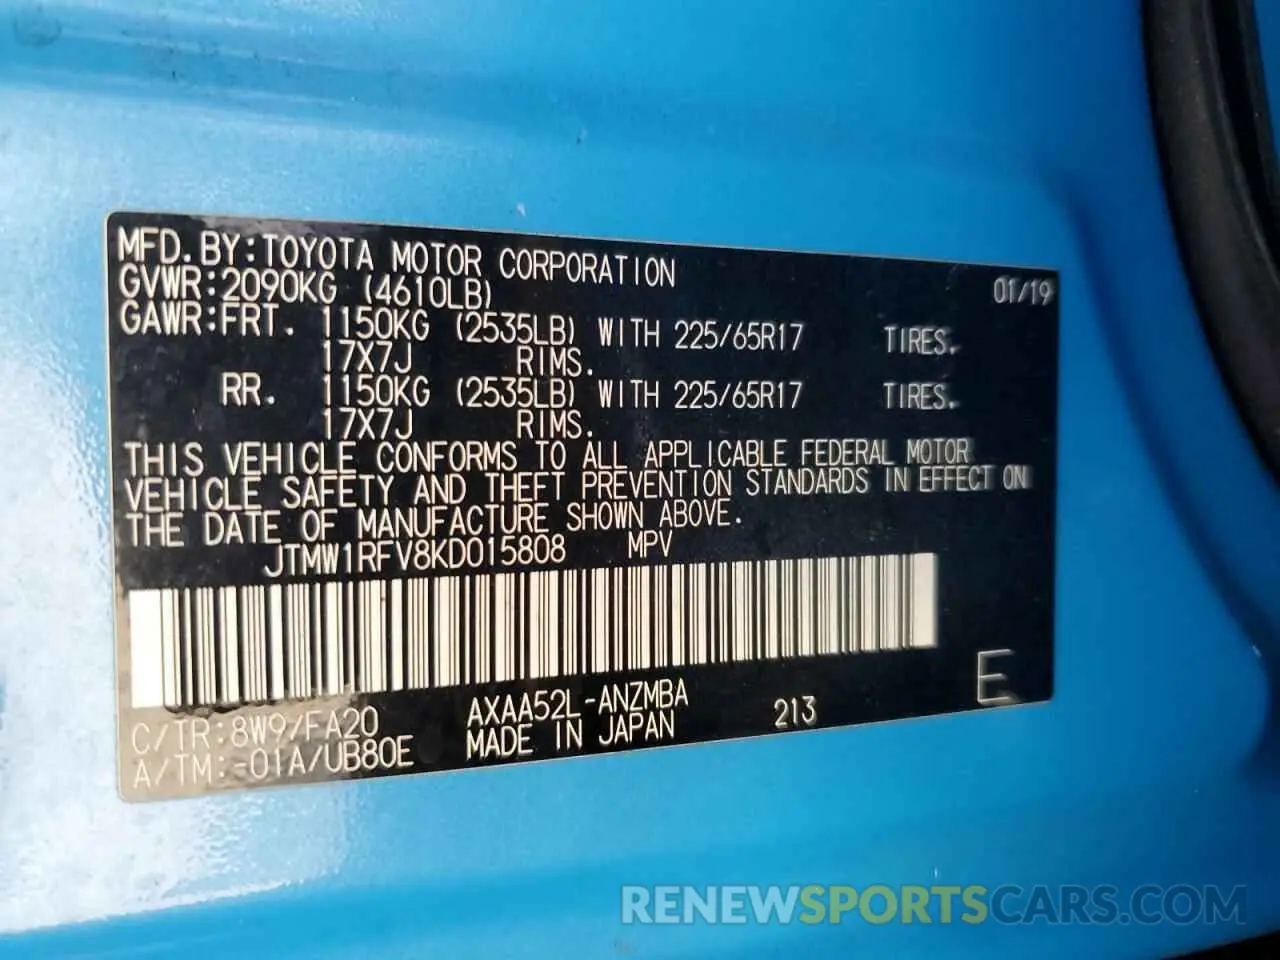 MFD.BY:TOYOTA MOTOR CORPORATION 01/19
GVWR:2090KG (4610LB)
GAWR:FRT. 1150KG (2535LB) WITH 225/65R17 TIRES.
17X7J RIMS.
RR. 1150KG (2535LB) WITH 225/65R17 TIRES.
17X7J RIMS.
THIS VEHICLE CONFORMS TO ALL APPLICABLE FEDERAL MOTOR
VEHICLE SAFETY AND THEFT PREVENTION STANDARDS IN EFFECT ON
THE DATE OF MANUFACTURE SHOWN ABOVE.
JTMW1RFV8KD015808 MPV
E
C/TR:8W9/FA20 AXAA52L-ANZMBA 213
A/TM:-01A/UB80E MADE IN JAPAN
RENEWSPORTSCARS.COM